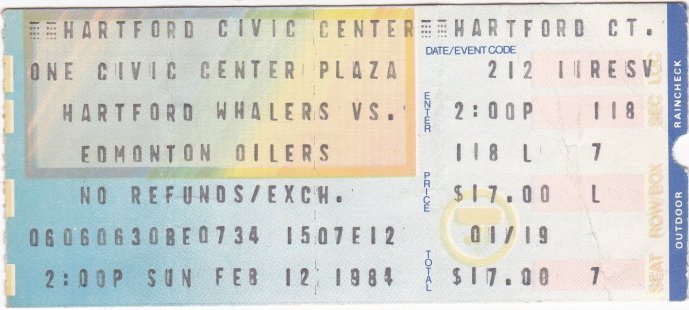 HARTFORD CIVIC CENTER HARTFORD CT.
DATE/EVENT CODE
ONE CIVIC CENTER PLAZA 212 11RESV
HARTFORD WHALERS VS. ENTER 2:00P 118
EDMONTON OILERS 118 L 7
NO REFUNDS/EXCH. PRICE $17.00 L
060606308E0734 1507E12 01/19
2:00P SUN FEB 12 1984 TOTAL $17.00 7
SEC LOC
ROW BOX
SEAT
RAINCHECK
OUTDOOR